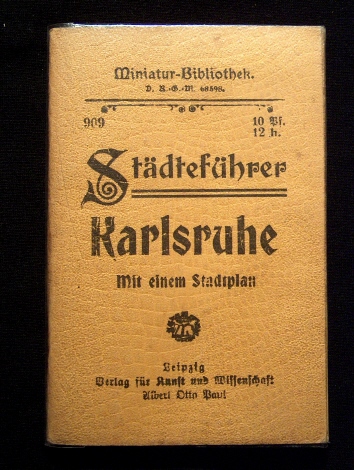 Miniatur-Bibliothek.
D. R.-G.-M. 68598.
909
10 Pf.
12 h.
Städteführer
Karlsruhe
Mit einem Stadtplan
Leipzig
Verlag für Kunst und Wissenschaft
Albert Otto Paul